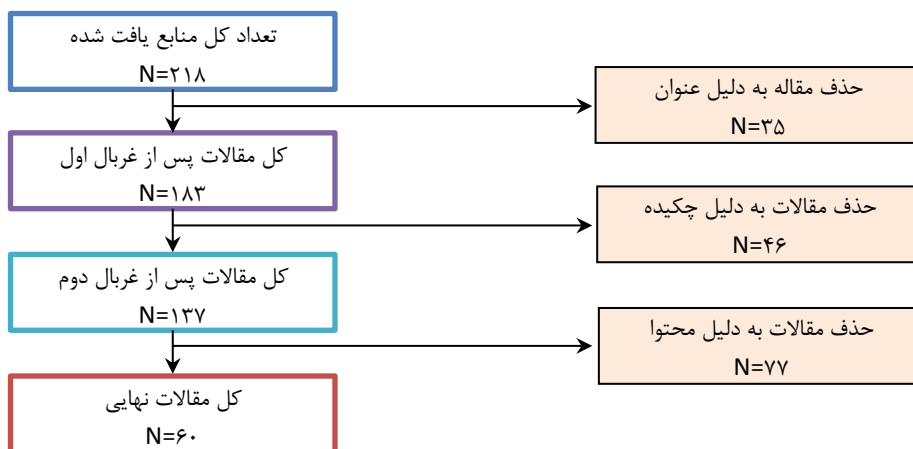 تعداد کل منابع یافت شده
N=۲۱۸
حذف مقاله به دلیل عنوان
N=۳۵
کل مقالات پس از غربال اول
N=۱۸۳
حذف مقالات به دلیل چکیده
N=۴۶
کل مقالات پس از غربال دوم
N=۱۳۷
حذف مقالات به دلیل محتوا
N=۷۷
کل مقالات نهایی
N=۶۰